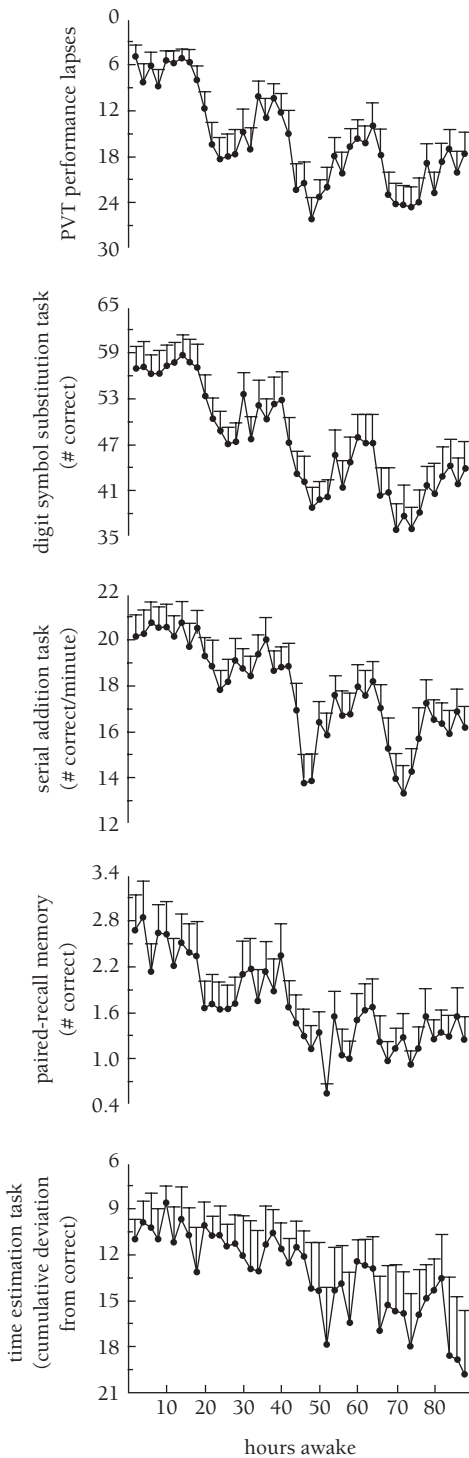 PVT performance lapses
0
6
12
18
24
30
digit symbol substitution task
(# correct)
65
59
53
47
41
35
serial addition task
(# correct/minute)
22
20
18
16
14
12
paired-recall memory
(# correct)
3.4
2.8
2.2
1.6
1.0
0.4
time estimation task
(cumulative deviation
from correct)
6
9
12
15
18
21
10 20 30 40 50 60 70 80
hours awake